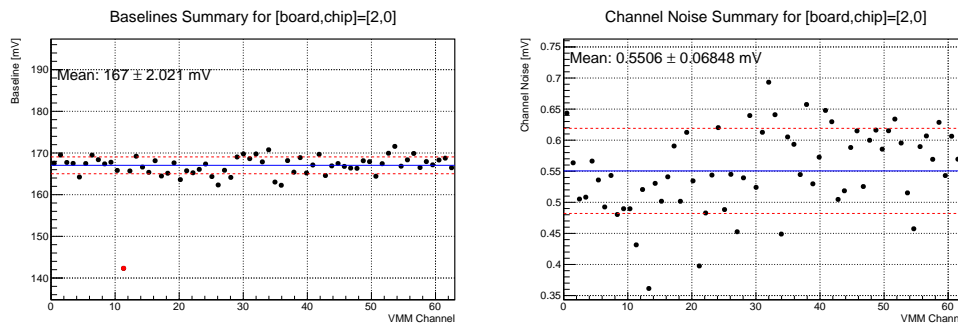 Baselines Summary for [board,chip]=[2,0]
Baseline [mV]
190
180
170
160
150
140
Mean: 167 ± 2.021 mV
0 10 20 30 40 50 60
VMM Channel
Channel Noise Summary for [board,chip]=[2,0]
Channel Noise [mV]
0.75
0.7
0.65
0.6
0.55
0.5
0.45
0.4
0.35
Mean: 0.5506 ± 0.06848 mV
0 10 20 30 40 50 60
VMM Channel